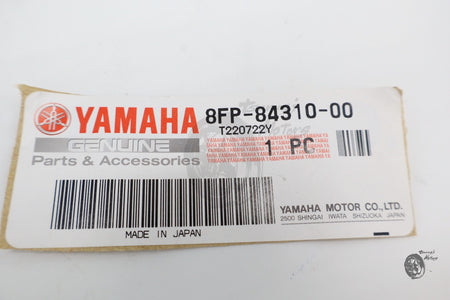 YAMAHA
8FP-84310-00
T220722Y
GENUINE
Parts & Accessories
1 PC
YAMAHA MOTOR CO.,LTD.
2500 SHINGAI IWATA SHIZUOKA JAPAN
MADE IN JAPAN